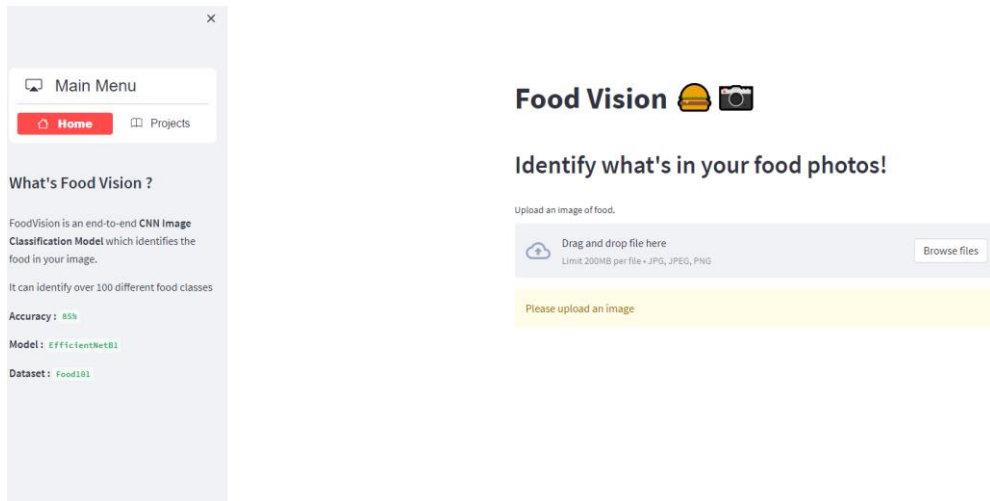 Main Menu
Home
Projects
What's Food Vision ?
FoodVision is an end-to-end CNN Image
Classification Model which identifies the
food in your image.
It can identify over 100 different food classes
Accuracy : 85%
Model : EfficientNetB1
Dataset : Food101
Food Vision
Identify what's in your food photos!
Upload an image of food.
Drag and drop file here
Limit 200MB per file • JPG, JPEG, PNG
Browse files
Please upload an image